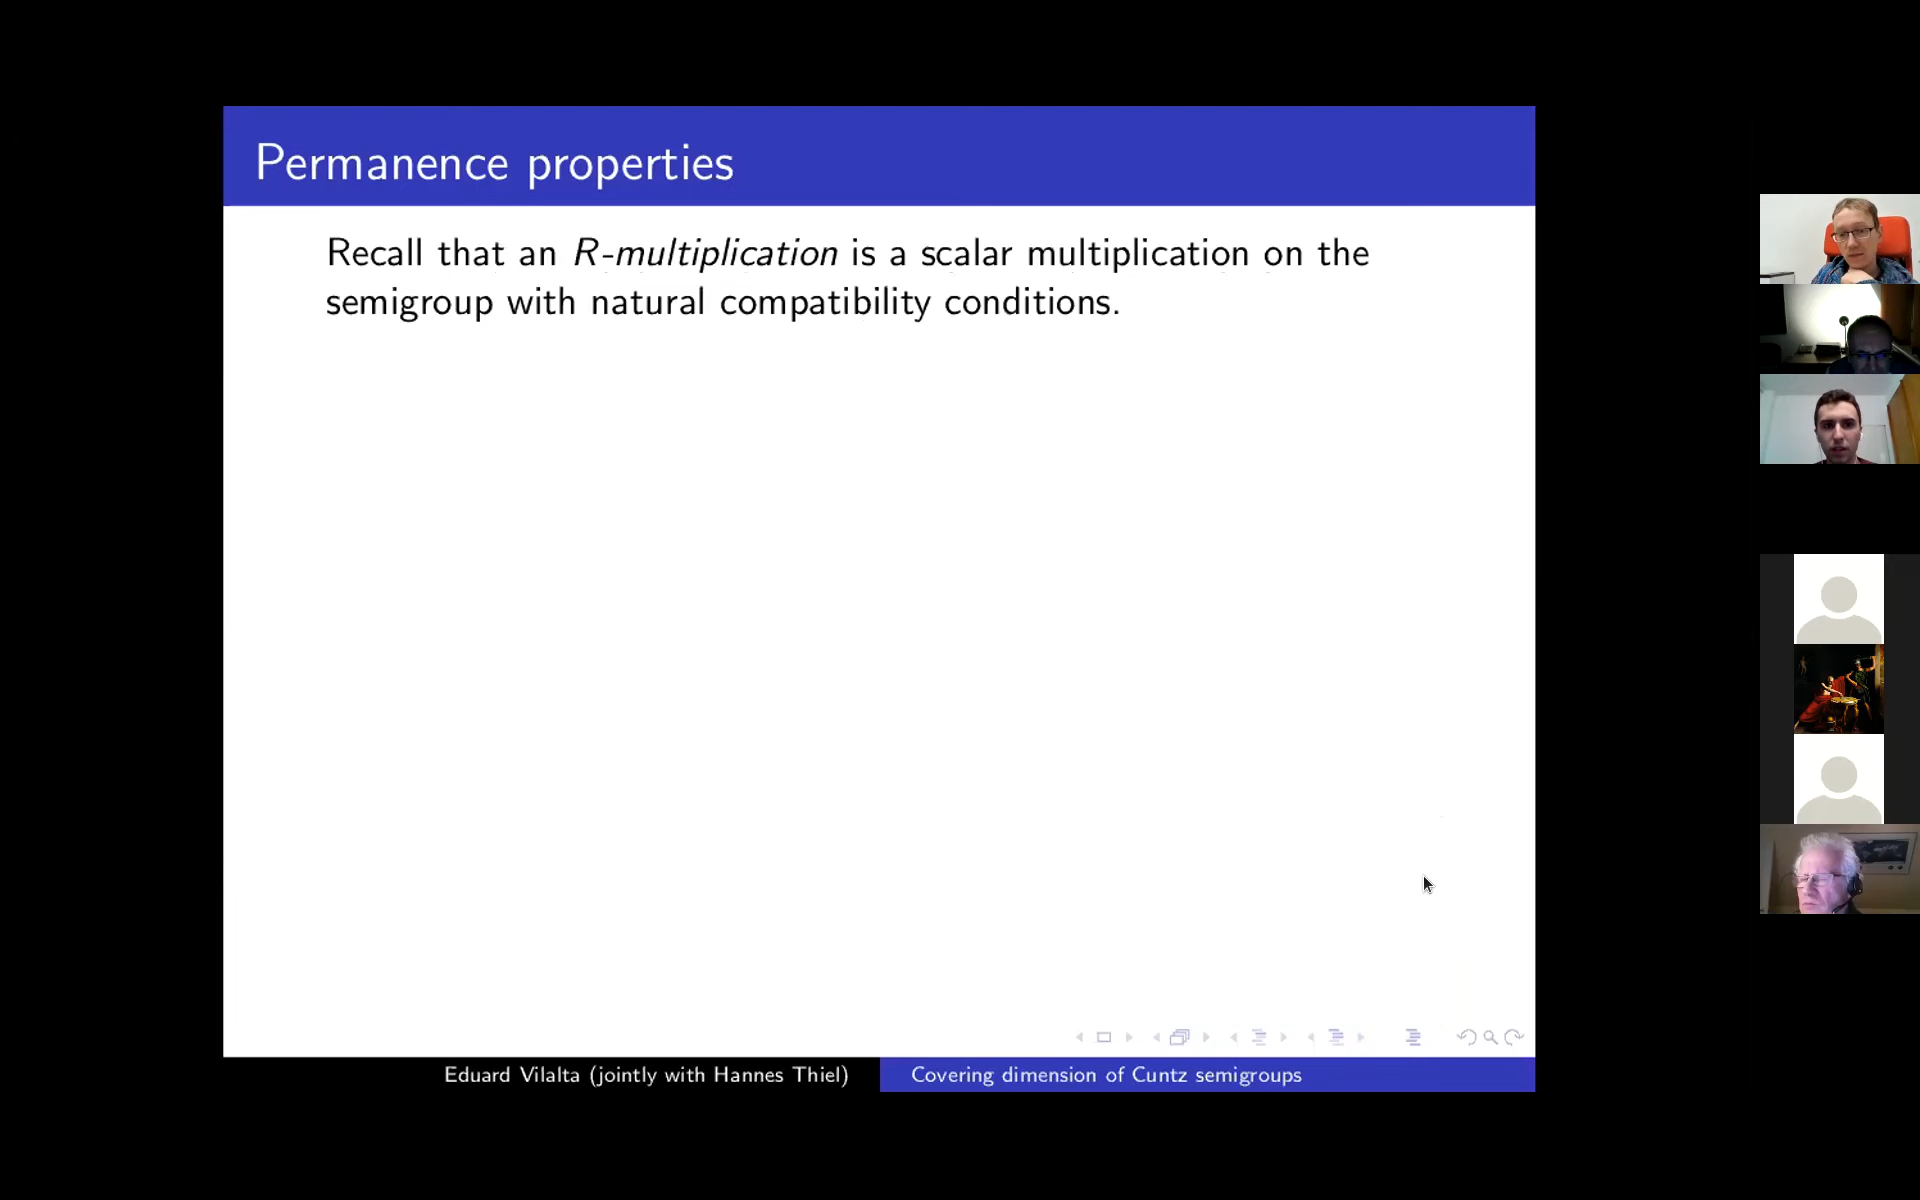 Permanence properties
Recall that an R-multiplication is a scalar multiplication on the
semigroup with natural compatibility conditions.
Eduard Vilalta (jointly with Hannes Thiel)
Covering dimension of Cuntz semigroups